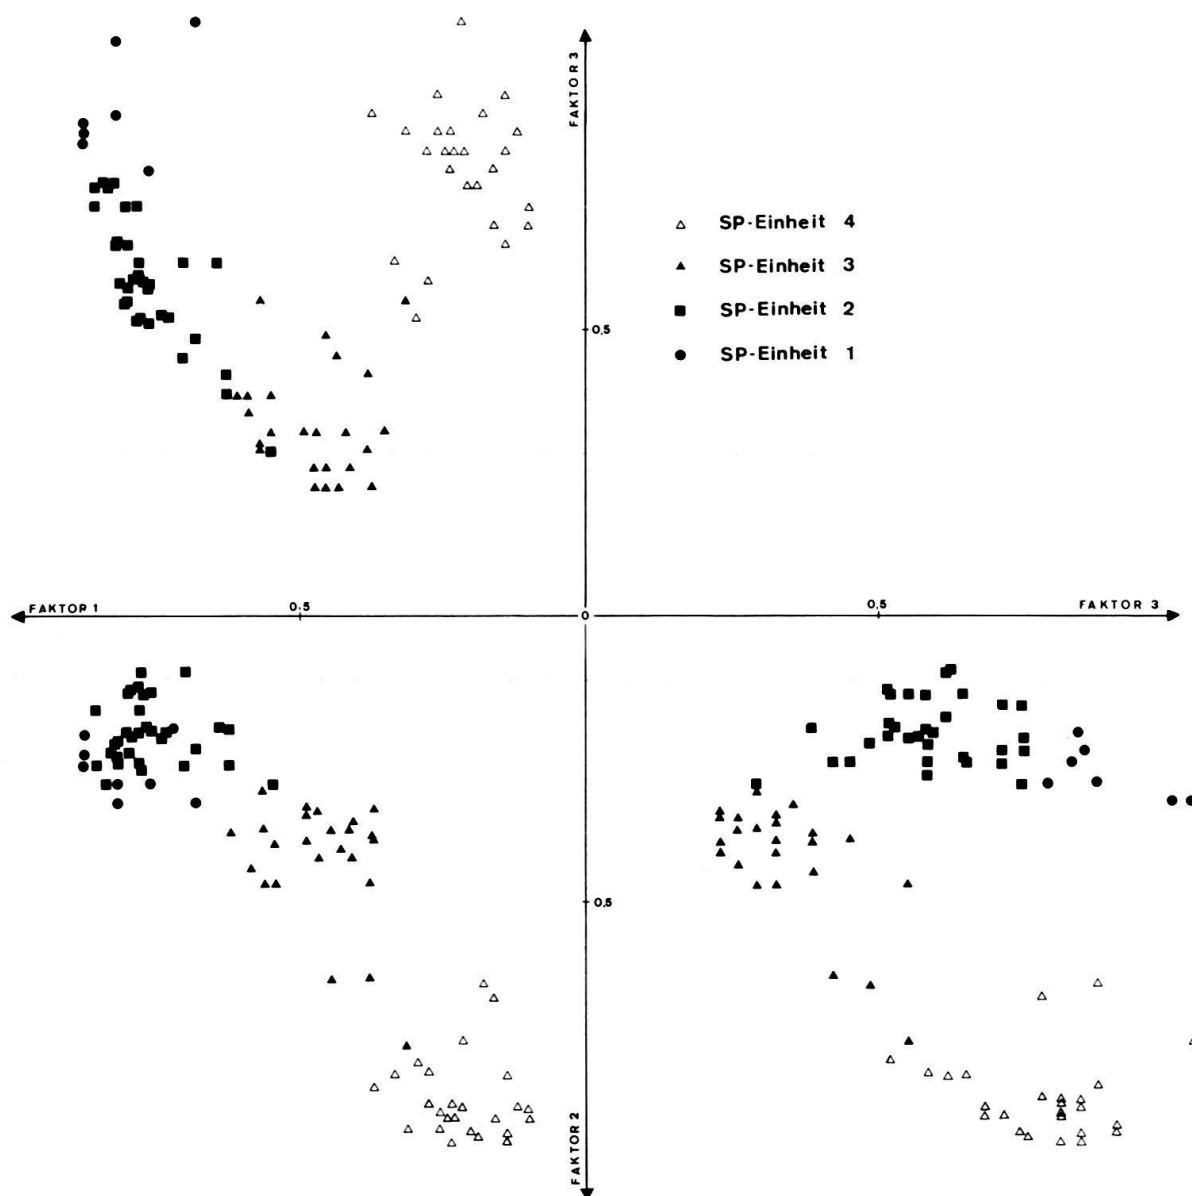 FAKTOR 3
SP-Einheit 4
SP-Einheit 3
SP-Einheit 2
SP-Einheit 1
0,5
FAKTOR 1
0.5
0
0,5
FAKTOR 3
0,5
FAKTOR 2